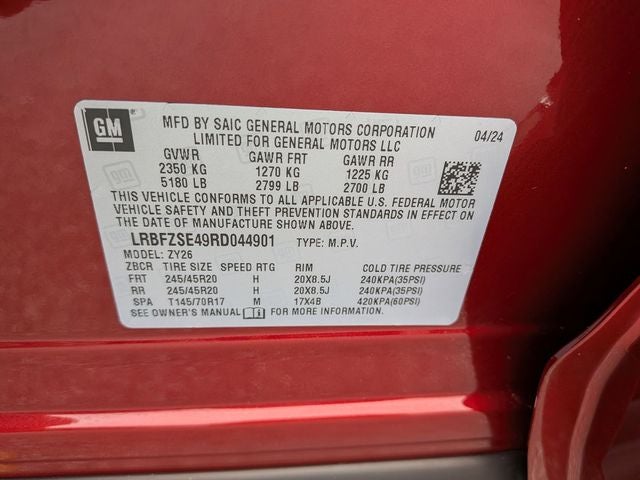 GM
MFD BY SAIC GENERAL MOTORS CORPORATION
LIMITED FOR GENERAL MOTORS LLC
04/24
GVWR GAWR FRT GAWR RR
2350 KG 1270 KG 1225 KG
5180 LB 2799 LB 2700 LB
THIS VEHICLE CONFORMS TO ALL APPLICABLE U.S. FEDERAL MOTOR
VEHICLE SAFETY AND THEFT PREVENTION STANDARDS IN EFFECT ON
THE DATE OF MANUFACTURE SHOWN ABOVE.
LRBFZSE49RD044901 TYPE: M.P.V.
MODEL: ZY26
ZBCR TIRE SIZE SPEED RTG RIM COLD TIRE PRESSURE
FRT 245/45R20 H 20X8.5J 240KPA(35PSI)
RR 245/45R20 H 20X8.5J 240KPA(35PSI)
SPA T145/70R17 M 17X4B 420KPA(60PSI)
SEE OWNER'S MANUAL FOR MORE INFORMATION.